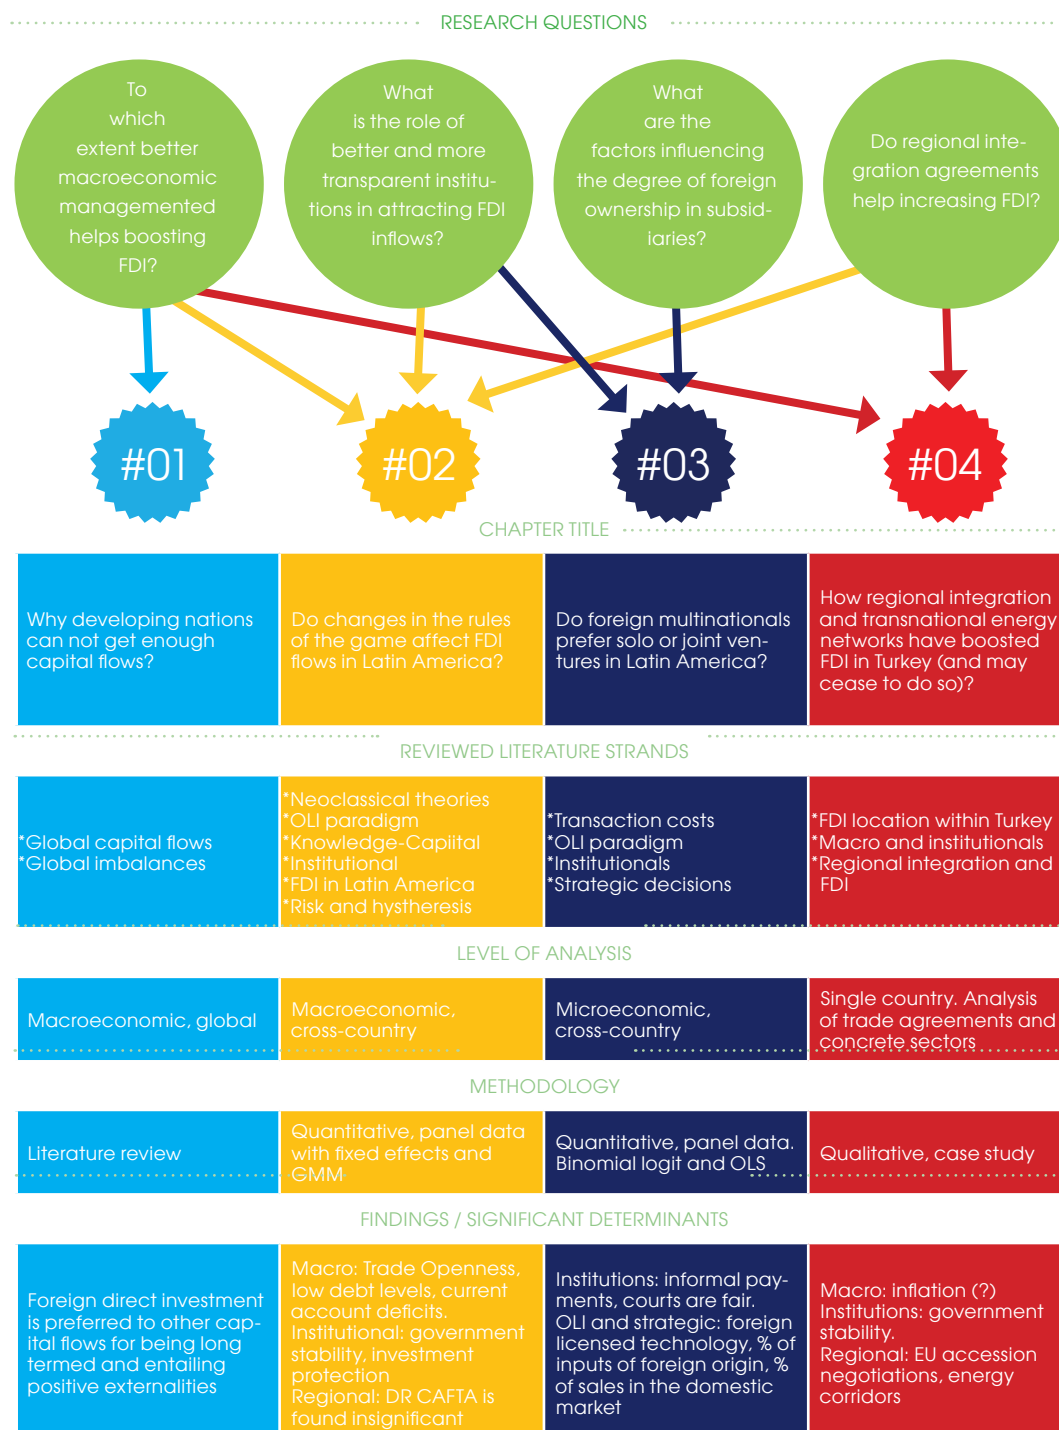 RESEARCH QUESTIONS
To
which
extent better
macroeconomic
managemented
helps boosting
FDI?
What
is the role of
better and more
transparent institu-
tions in attracting FDI
inflows?
What
are the
factors influencing
the degree of foreign
ownership in subsid-
iaries?
Do regional inte-
gration agreements
help increasing FDI?
#01
#02
#03
#04
CHAPTER TITLE
Why developing nations
can not get enough
capital flows?
Do changes in the rules
of the game affect FDI
flows in Latin America?
Do foreign multinationals
prefer solo or joint ven-
tures in Latin America?
How regional integration
and transnational energy
networks have boosted
FDI in Turkey (and may
cease to do so)?
REVIEWED LITERATURE STRANDS
*Global capital flows
*Global imbalances
*Neoclassical theories
*OLI paradigm
*Knowledge-Capiital
*Institutional
*FDI in Latin America
*Risk and hystheresis
*Transaction costs
*OLI paradigm
*Institutionals
*Strategic decisions
*FDI location within Turkey
*Macro and institutionals
*Regional integration and
FDI
LEVEL OF ANALYSIS
Macroeconomic, global
Macroeconomic,
cross-country
Microeconomic,
cross-country
Single country. Analysis
of trade agreements and
concrete sectors
METHODOLOGY
Literature review
Quantitative, panel data
with fixed effects and
GMM
Quantitative, panel data.
Binomial logit and OLS
Qualitative, case study
FINDINGS / SIGNIFICANT DETERMINANTS
Foreign direct investment
is preferred to other cap-
ital flows for being long
termed and entailing
positive externalities
Macro: Trade Openness,
low debt levels, current
account deficits.
Institutional: government
stability, investment
protection
Regional: DR CAFTA is
found insignificant
Institutions: informal pay-
ments, courts are fair.
OLI and strategic: foreign
licensed technology, % of
inputs of foreign origin, %
of sales in the domestic
market
Macro: inflation (?)
Institutions: government
stability.
Regional: EU accession
negotiations, energy
corridors